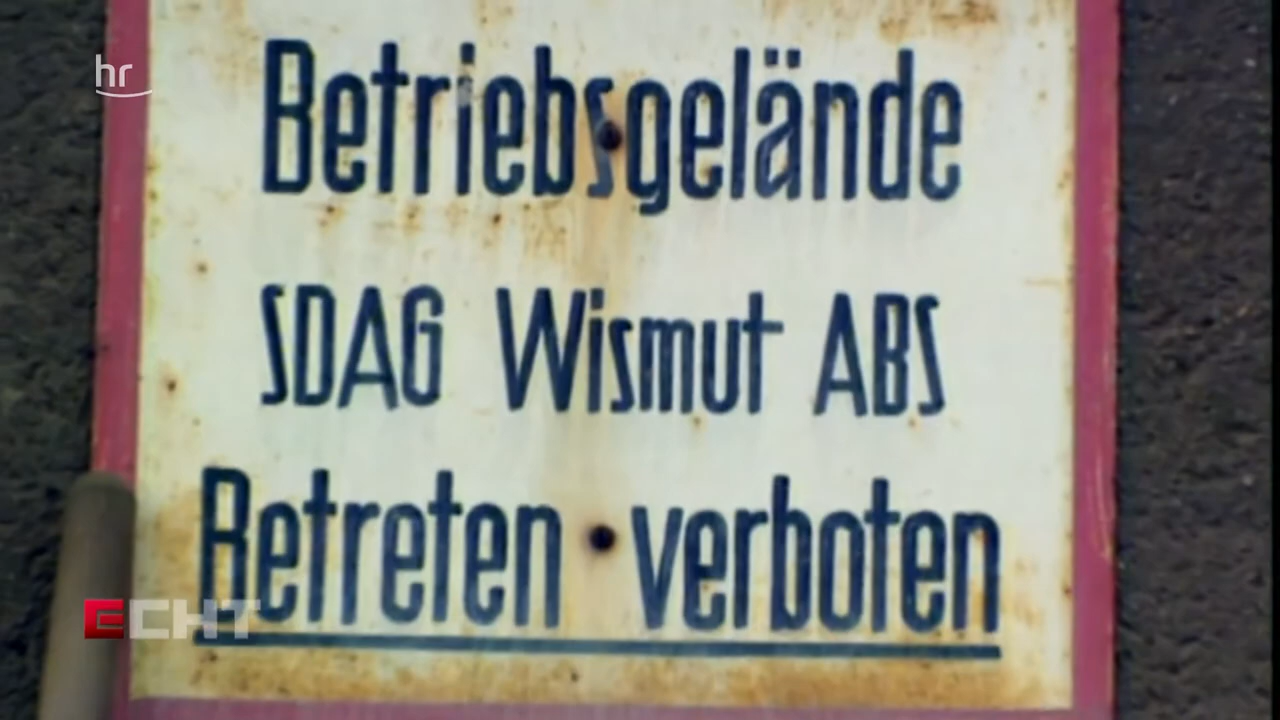 hr
Betriebsgelände
SDAG Wismut ABS
Betreten verboten
ECHT